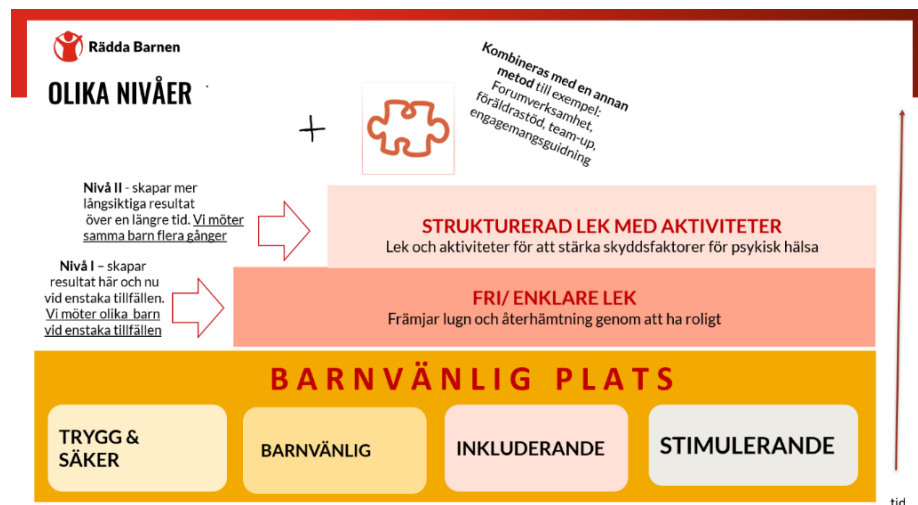 Rädda Barnen
OLIKA NIVÅER
+
Kombineras med en annan
metod till exempel:
Forumverksamhet,
föräldrastöd, team-up,
engagemangsguidning
Nivå II - skapar mer
långsiktiga resultat
över en längre tid. Vi möter
samma barn flera gånger
STRUKTURERAD LEK MED AKTIVITETER
Lek och aktiviteter för att stärka skyddsfaktorer för psykisk hälsa
Nivå I – skapar
resultat här och nu
vid enstaka tillfällen.
Vi möter olika barn
vid enstaka tillfällen
FRI/ ENKLARE LEK
Främjar lugn och återhämtning genom att ha roligt
BARNVÄNLIG PLATS
TRYGG &
SÄKER
BARNVÄNLIG
INKLUDERANDE
STIMULERANDE
tid